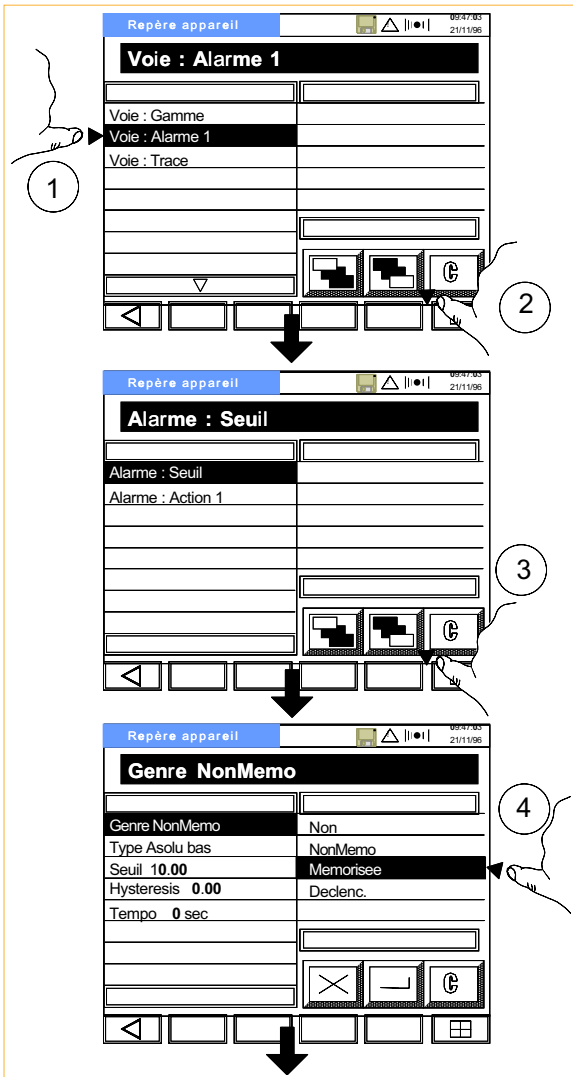 Repère appareil
09:47:03
21/11/96
Voie : Alarme 1
Voie : Gamme
Voie : Alarme 1
Voie : Trace
1
C
2
Repère appareil
09:47:03
21/11/96
Alarme : Seuil
Alarme : Seuil
Alarme : Action 1
3
C
Repère appareil
09:47:03
21/11/96
Genre NonMemo
4
Genre NonMemo
Non
Type Asolu bas
NonMemo
Seuil 10.00
Memorisee
Hysteresis 0.00
Declenc.
Tempo 0 sec
C